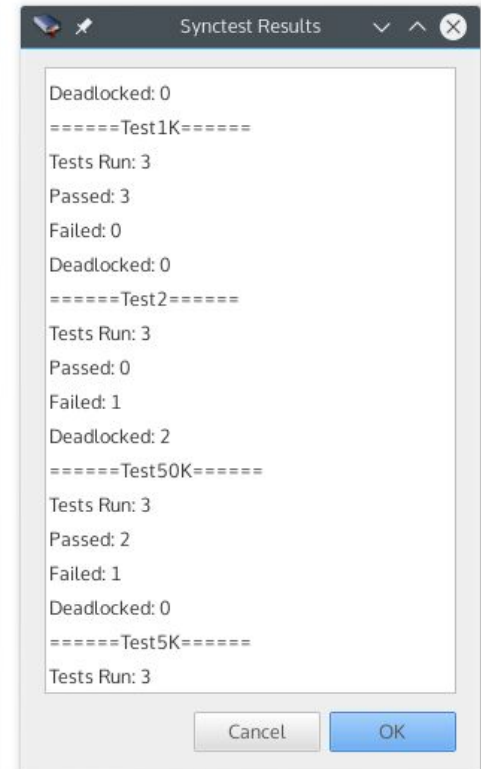 Synctest Results
Deadlocked: 0
======Test1K======
Tests Run: 3
Passed: 3
Failed: 0
Deadlocked: 0
======Test2======
Tests Run: 3
Passed: 0
Failed: 1
Deadlocked: 2
======Test50K======
Tests Run: 3
Passed: 2
Failed: 1
Deadlocked: 0
======Test5K======
Tests Run: 3
Cancel
OK